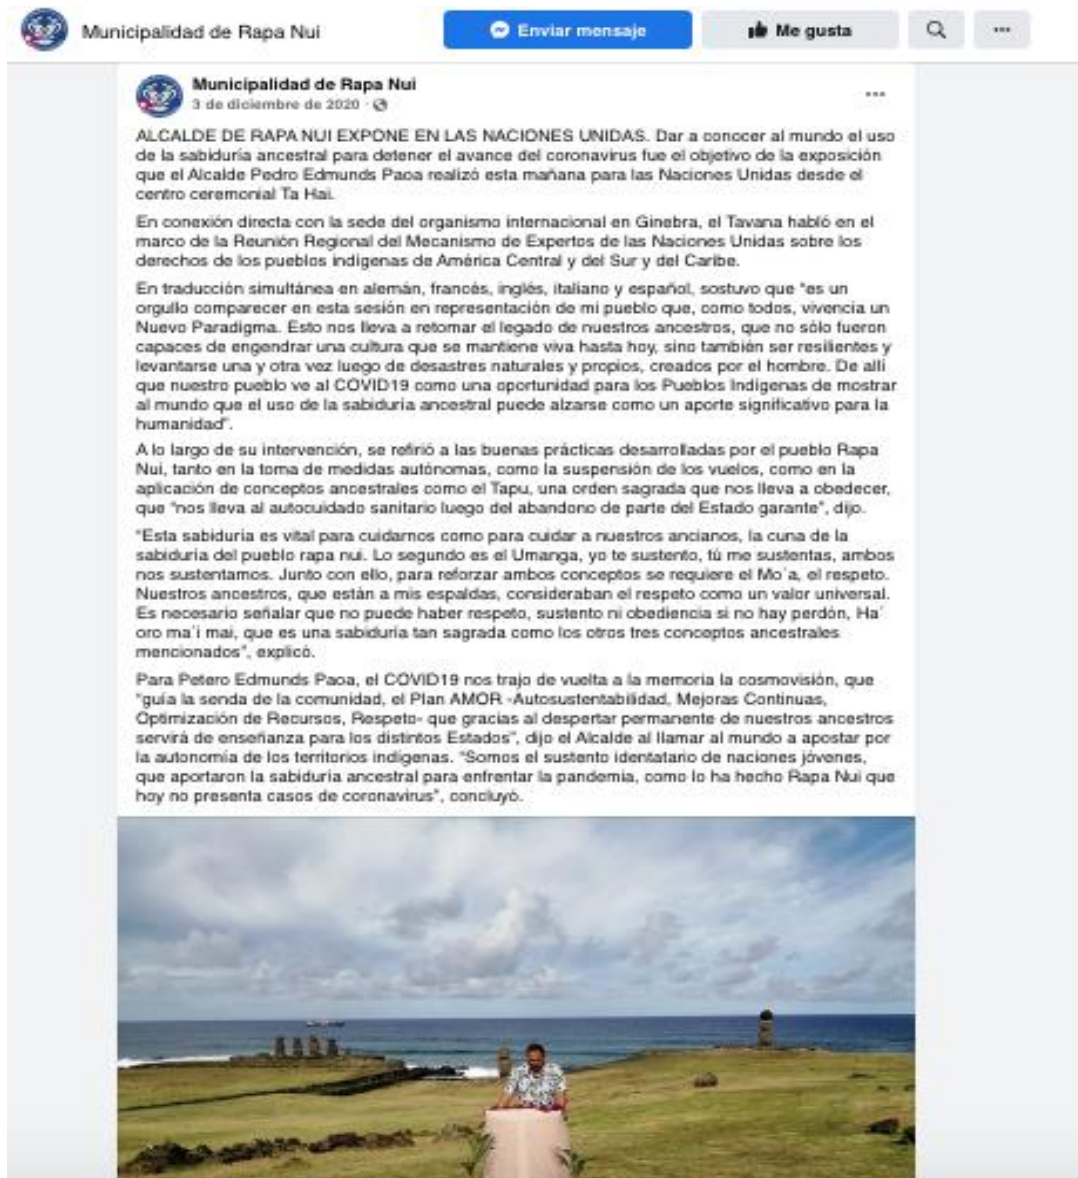 Municipalidad de Rapa Nui
Enviar mensaje
Me gusta
Municipalidad de Rapa Nui
3 de diciembre de 2020 ·
ALCALDE DE RAPA NUI EXPONE EN LAS NACIONES UNIDAS. Dar a conocer al mundo el uso
de la sabiduría ancestral para detener el avance del coronavirus fue el objetivo de la exposición
que el Alcalde Pedro Edmunds Paoa realizó esta mañana para las Naciones Unidas desde el
centro ceremonial Ta Hai.
En conexión directa con la sede del organismo internacional en Ginebra, el Tavana habló en el
marco de la Reunión Regional del Mecanismo de Expertos de las Naciones Unidas sobre los
derechos de los pueblos indígenas de América Central y del Sur y del Caribe.
En traducción simultánea en alemán, francés, inglés, italiano y español, sostuvo que "es un
orgullo comparecer en esta sesión en representación de mi pueblo que, como todos, vivencia un
Nuevo Paradigma. Esto nos lleva a retomar el legado de nuestros ancestros, que no sólo fueron
capaces de engendrar una cultura que se mantiene viva hasta hoy, sino también ser resilientes y
levantarse una y otra vez luego de desastres naturales y propios, creados por el hombre. De allí
que nuestro pueblo ve al COVID19 como una oportunidad para los Pueblos Indígenas de mostrar
al mundo que el uso de la sabiduría ancestral puede alzarse como un aporte significativo para la
humanidad".
A lo largo de su intervención, se refirió a las buenas prácticas desarrolladas por el pueblo Rapa
Nui, tanto en la toma de medidas autónomas, como la suspensión de los vuelos, como en la
aplicación de conceptos ancestrales como el Tapu, una orden sagrada que nos lleva a obedecer,
que "nos lleva al autocuidado sanitario luego del abandono de parte del Estado garante", dijo.
"Esta sabiduría es vital para cuidarnos como para cuidar a nuestros ancianos, la cuna de la
sabiduría del pueblo rapa nui. Lo segundo es el Umanga, yo te sustento, tú me sustentas, ambos
nos sustentamos. Junto con ello, para reforzar ambos conceptos se requiere el Mo´a, el respeto.
Nuestros ancestros, que están a mis espaldas, consideraban el respeto como un valor universal.
Es necesario señalar que no puede haber respeto, sustento ni obediencia si no hay perdón, Ha´
oro ma´i mai, que es una sabiduría tan sagrada como los otros tres conceptos ancestrales
mencionados", explicó.
Para Petero Edmunds Paoa, el COVID19 nos trajo de vuelta a la memoria la cosmovisión, que
"guía la senda de la comunidad, el Plan AMOR -Autosustentabilidad, Mejoras Continuas,
Optimización de Recursos, Respeto- que gracias al despertar permanente de nuestros ancestros
servirá de enseñanza para los distintos Estados", dijo el Alcalde al llamar al mundo a apostar por
la autonomía de los territorios indígenas. "Somos el sustento identatario de naciones jóvenes,
que aportaron la sabiduría ancestral para enfrentar la pandemia, como lo ha hecho Rapa Nui que
hoy no presenta casos de coronavirus", concluyó.